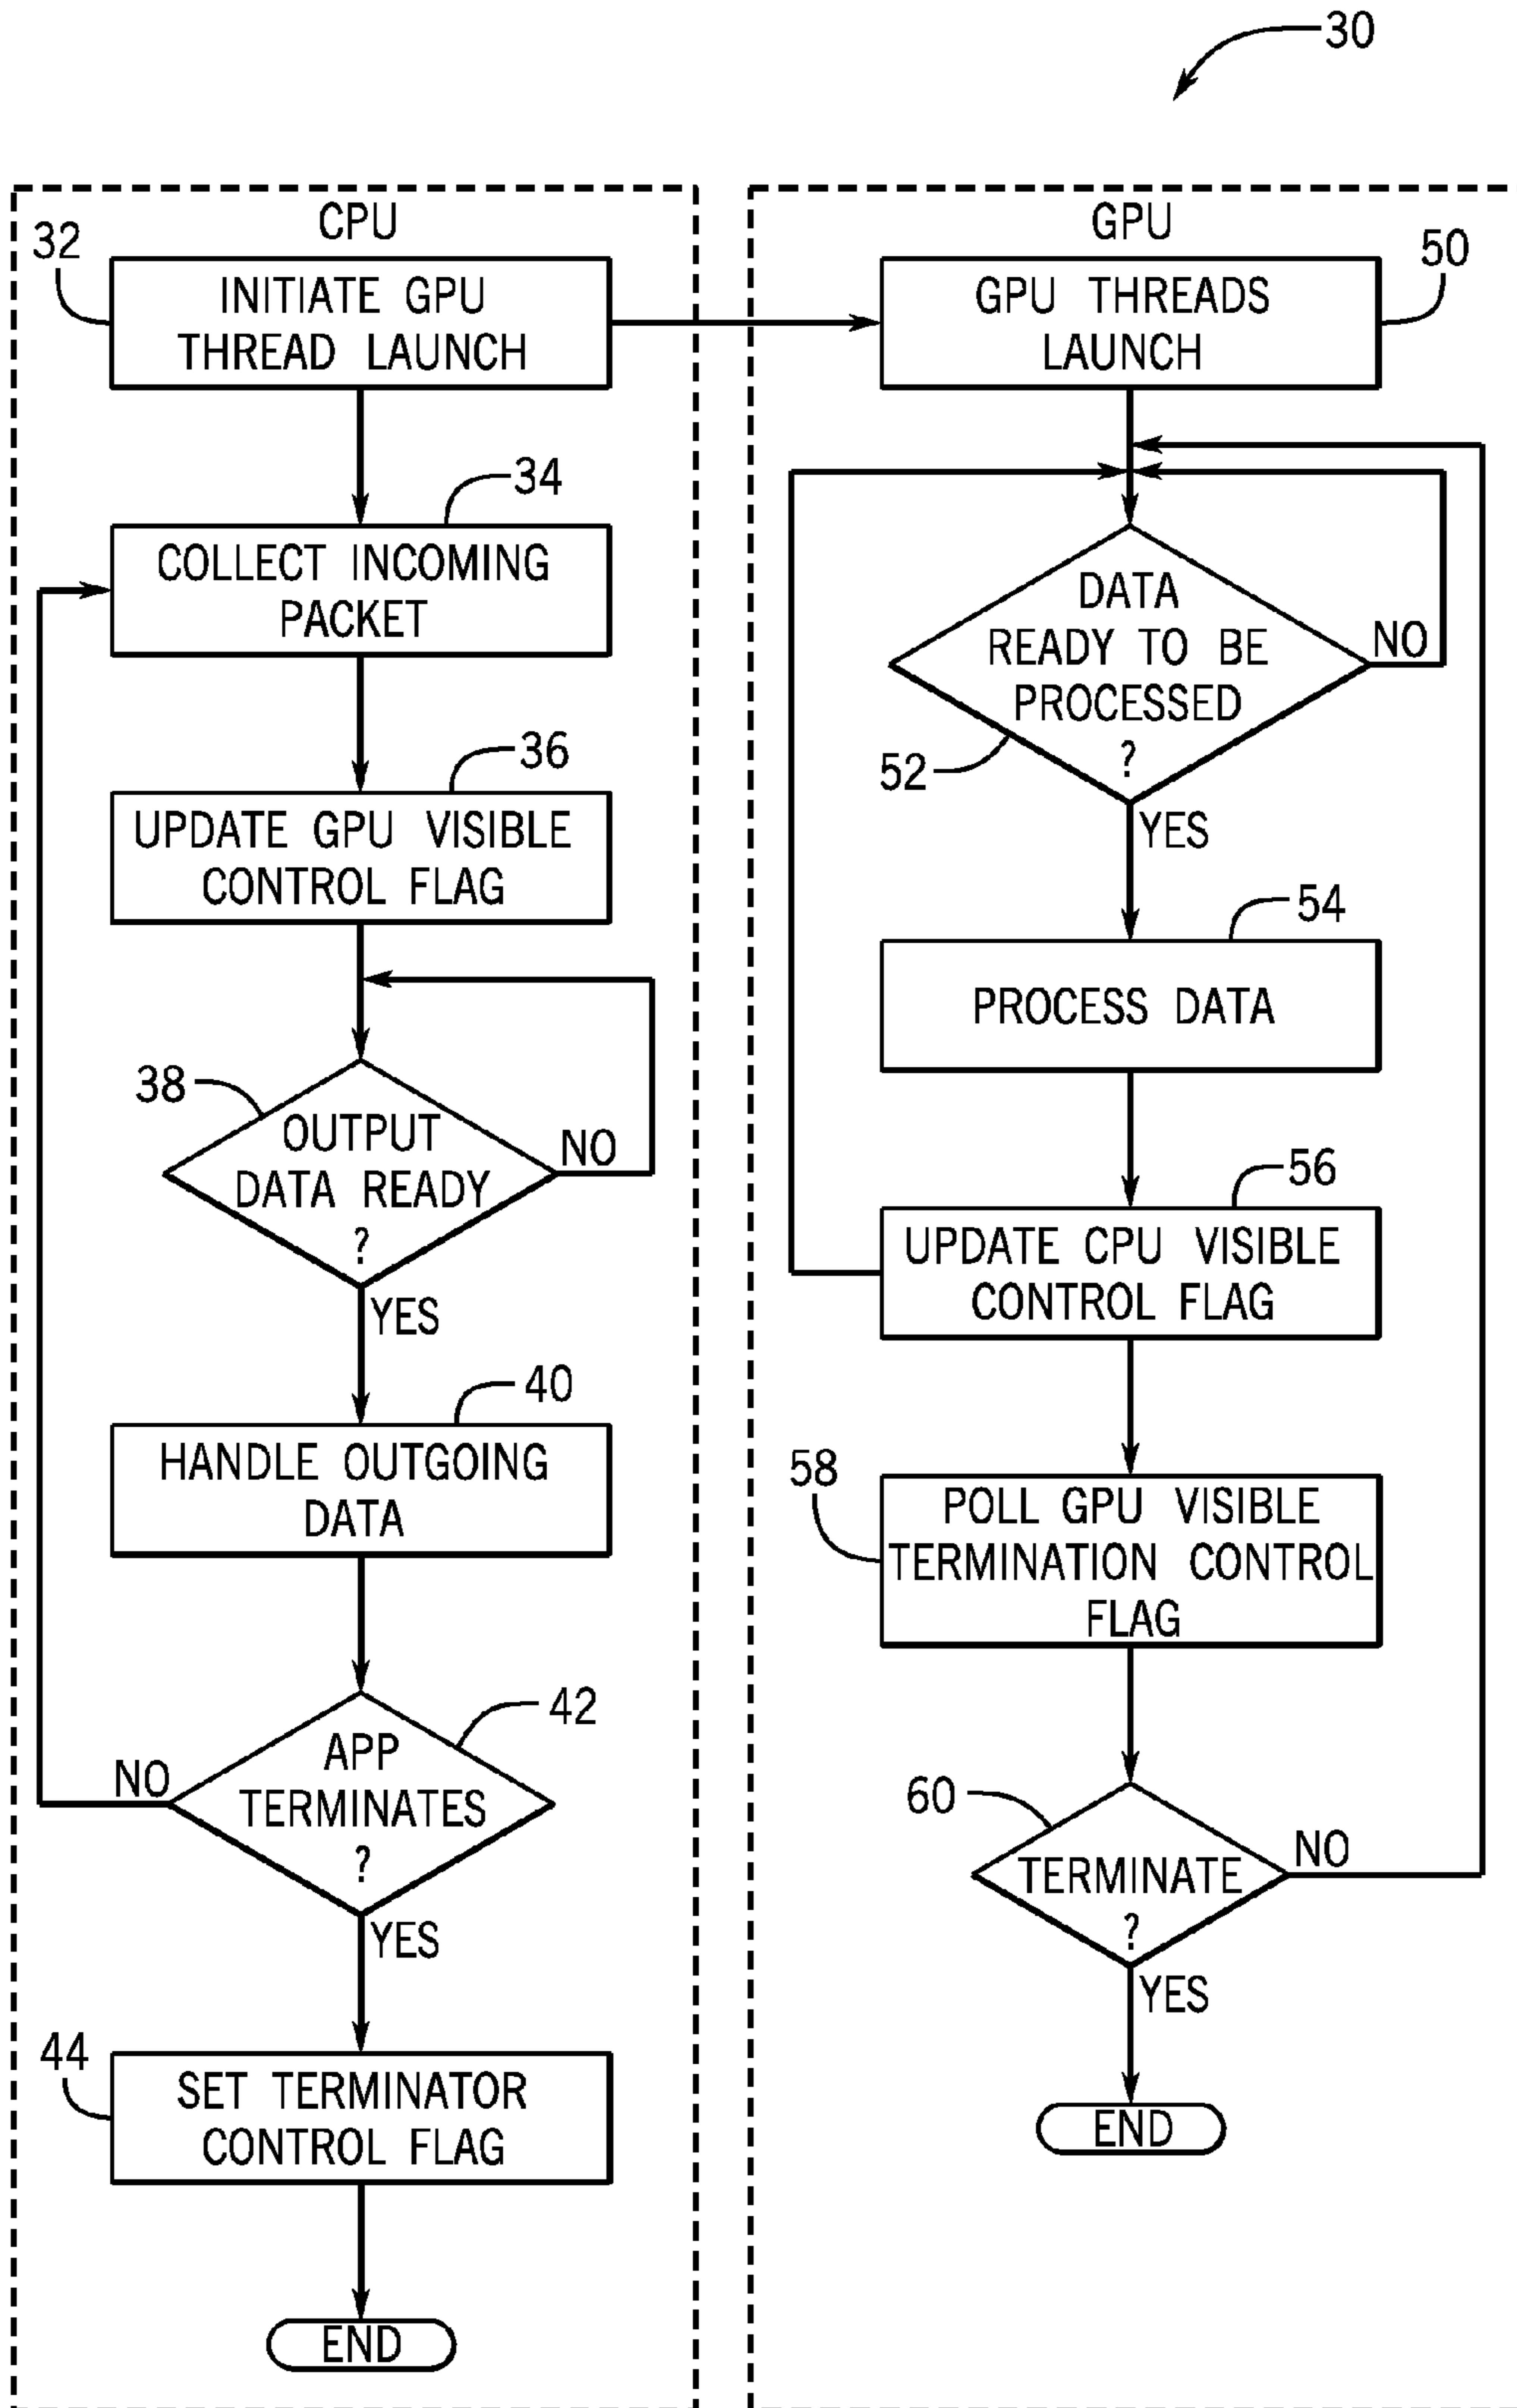 30
CPU
32
INITIATE GPU
THREAD LAUNCH
34
COLLECT INCOMING
PACKET
36
UPDATE GPU VISIBLE
CONTROL FLAG
38
OUTPUT
DATA READY
?
NO
YES
40
HANDLE OUTGOING
DATA
42
APP
TERMINATES
?
NO
YES
44
SET TERMINATOR
CONTROL FLAG
END
GPU
50
GPU THREADS
LAUNCH
DATA
READY TO BE
PROCESSED
?
NO
52
YES
54
PROCESS DATA
56
UPDATE CPU VISIBLE
CONTROL FLAG
58
POLL GPU VISIBLE
TERMINATION CONTROL
FLAG
60
TERMINATE
?
NO
YES
END